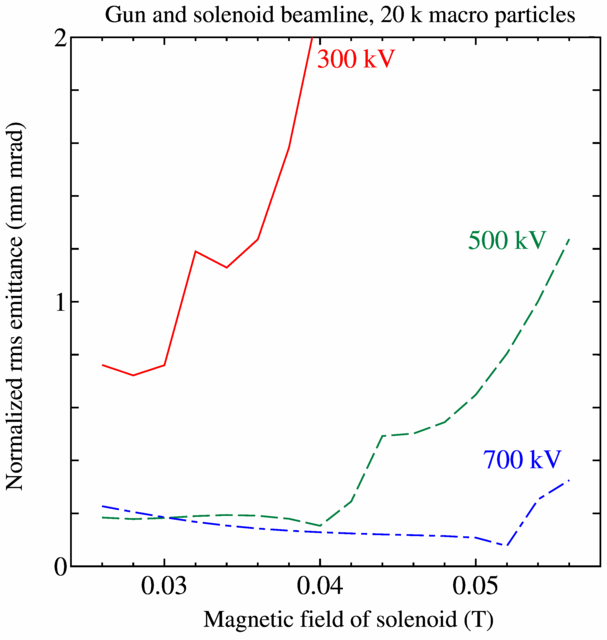 Gun and solenoid beamline, 20 k macro particles
2
300 kV
500 kV
1
700 kV
0
0.03
0.04
0.05
Magnetic field of solenoid (T)
Normalized rms emittance (mm mrad)